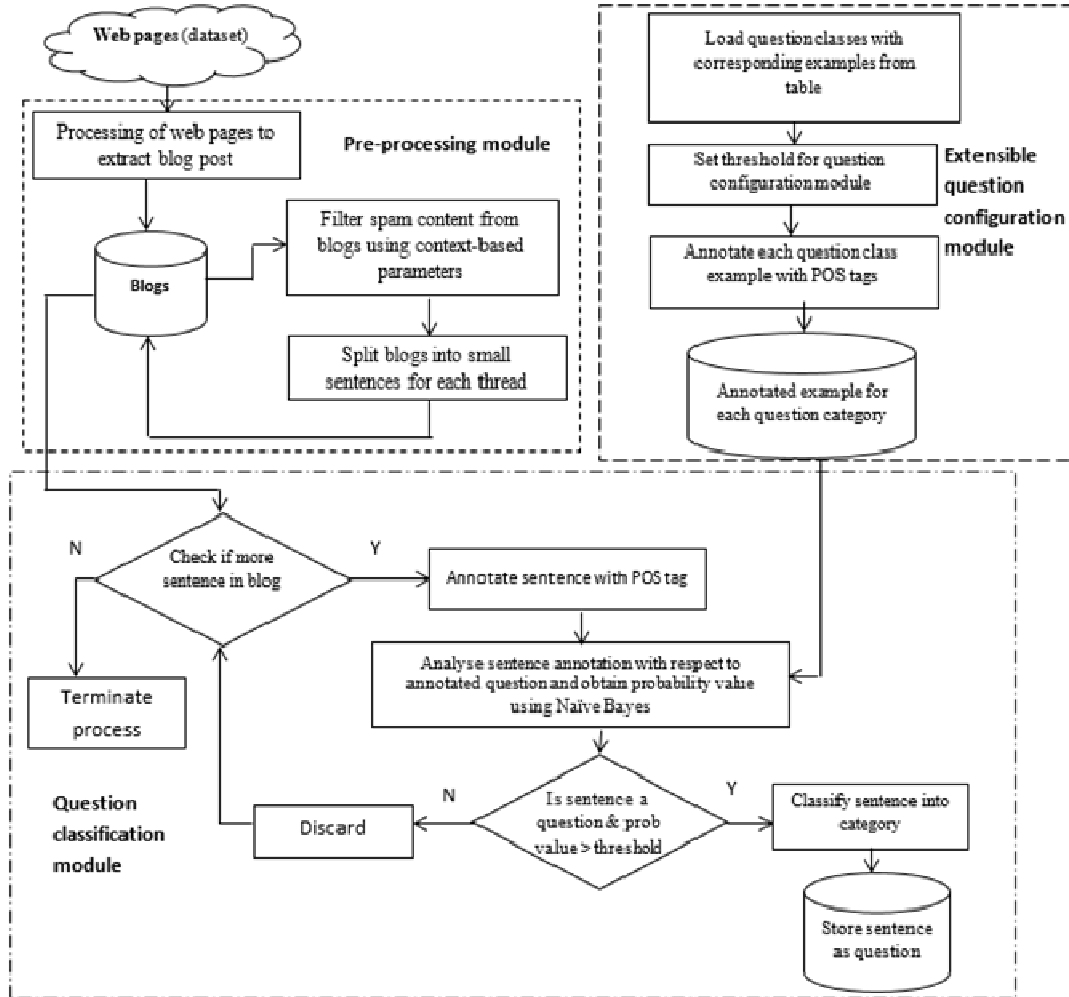 Web pages (dataset)
Processing of web pages to
extract blog post
Pre-processing module
Filter spam content from
blogs using context-based
parameters
Blogs
Split blogs into small
sentences for each thread
Load question classes with
corresponding examples from
table
Set threshold for question
configuration module
Extensible
question
configuration
module
Annotate each question class
example with POS tags
Annotated example for
each question category
N
Check if more
sentence in blog
Y
Annotate sentence with POS tag
Terminate
process
Analyse sentence annotation with respect to
annotated question and obtain probability value
using Naïve Bayes
Question
classification
module
Discard
N
Is sentence a
question & prob
value > threshold
Y
Classify sentence into
category
Store sentence
as question